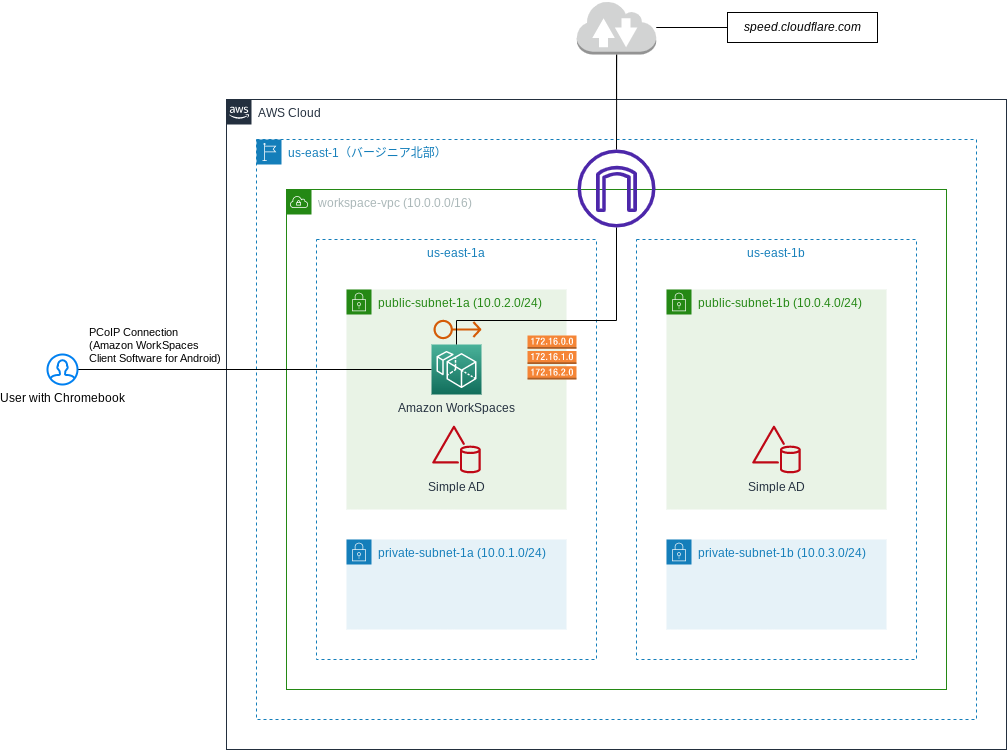 speed.cloudflare.com
aws
AWS Cloud
us-east-1（バージニア北部）
workspace-vpc (10.0.0.0/16)
us-east-1a
us-east-1b
public-subnet-1a (10.0.2.0/24)
public-subnet-1b (10.0.4.0/24)
PCoIP Connection
(Amazon WorkSpaces
Client Software for Android)
172.16.0.0
172.16.1.0
172.16.2.0
User with Chromebook
Amazon WorkSpaces
Simple AD
Simple AD
private-subnet-1a (10.0.1.0/24)
private-subnet-1b (10.0.3.0/24)